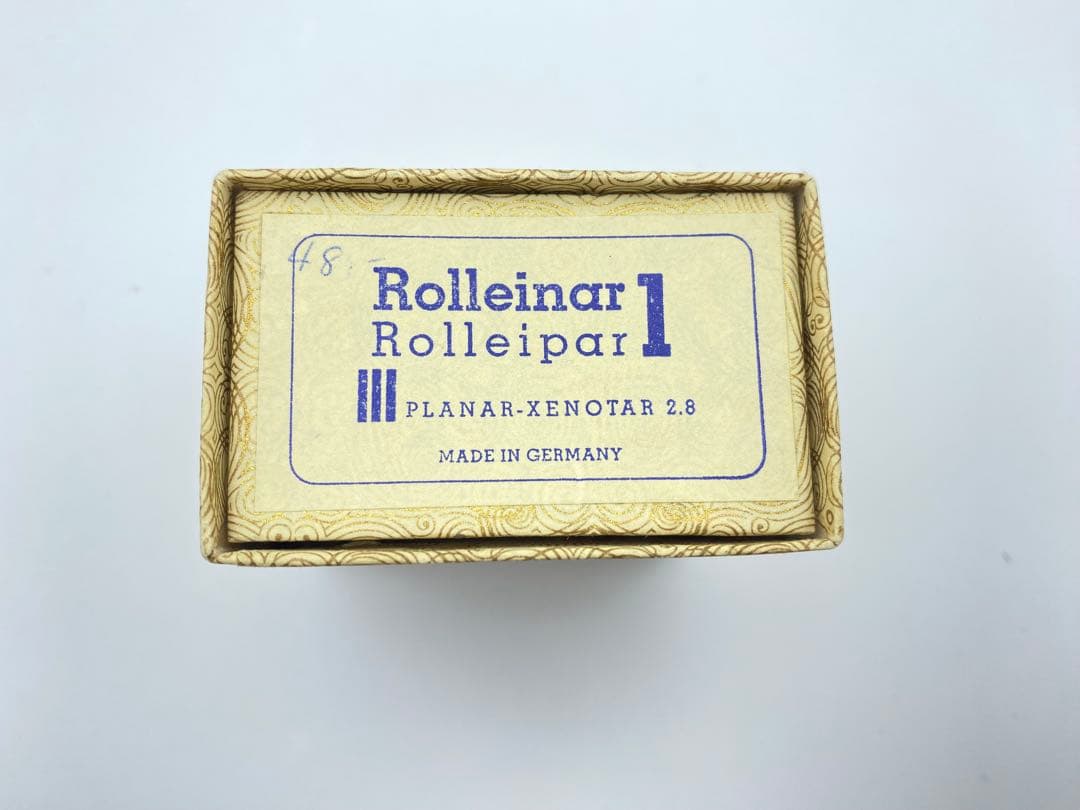 48.-
Rolleinar 1
Rolleipar
III PLANAR-XENOTAR 2.8
MADE IN GERMANY